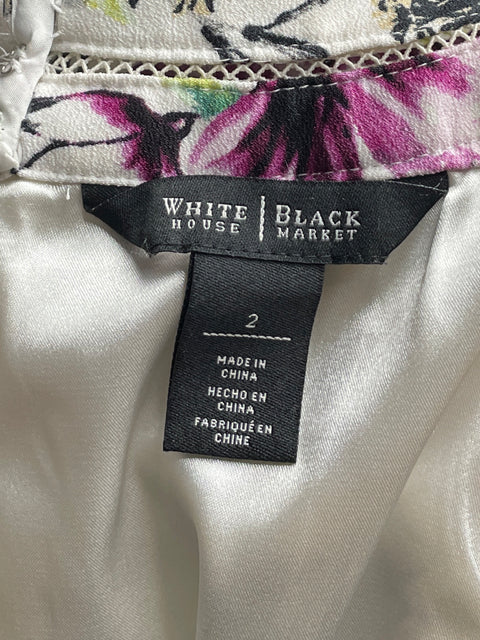 WHITE | BLACK
HOUSE | MARKET
2
MADE IN
CHINA
HECHO EN
CHINA
FABRIQUÉ EN
CHINE